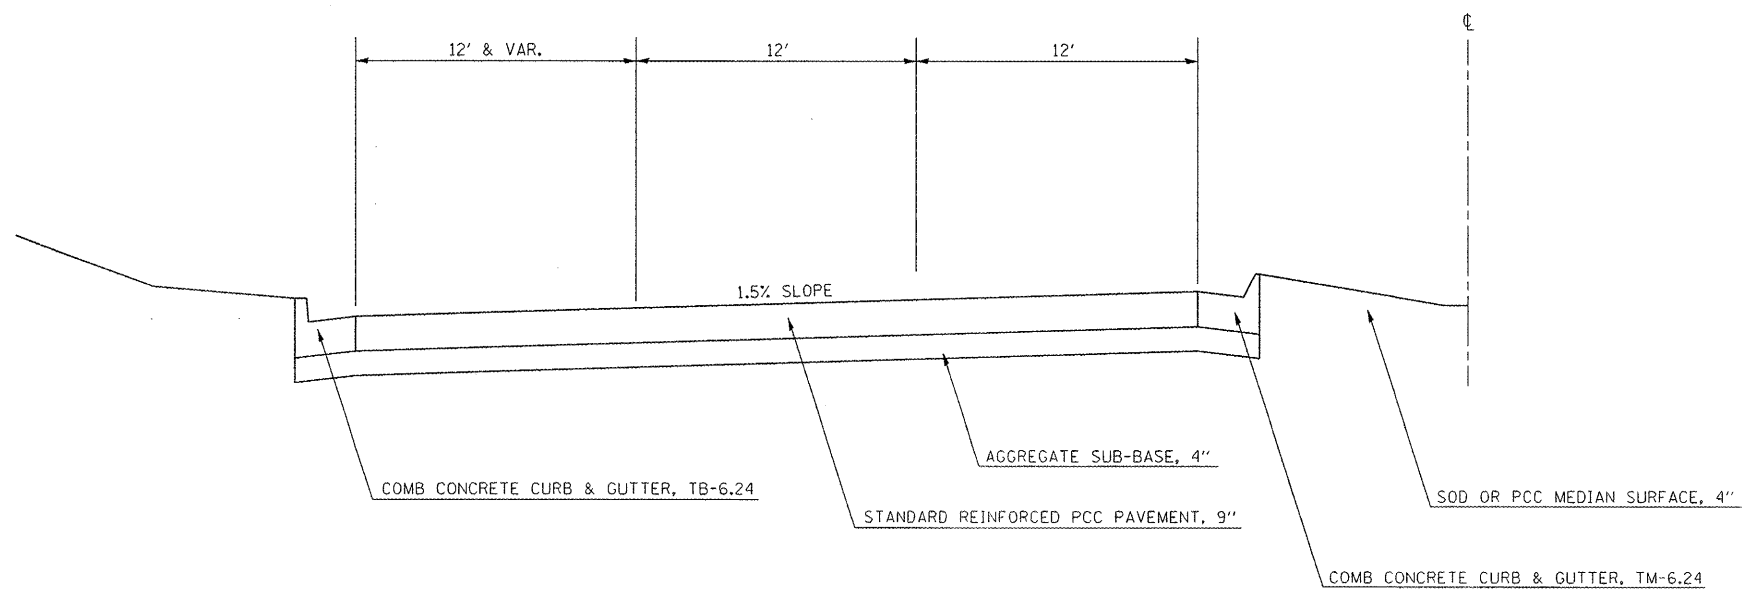 ℄
12' & VAR.
12'
12'
1.5% SLOPE
AGGREGATE SUB-BASE, 4"
COMB CONCRETE CURB & GUTTER, TB-6.24
SOD OR PCC MEDIAN SURFACE, 4"
STANDARD REINFORCED PCC PAVEMENT, 9"
COMB CONCRETE CURB & GUTTER, TM-6.24